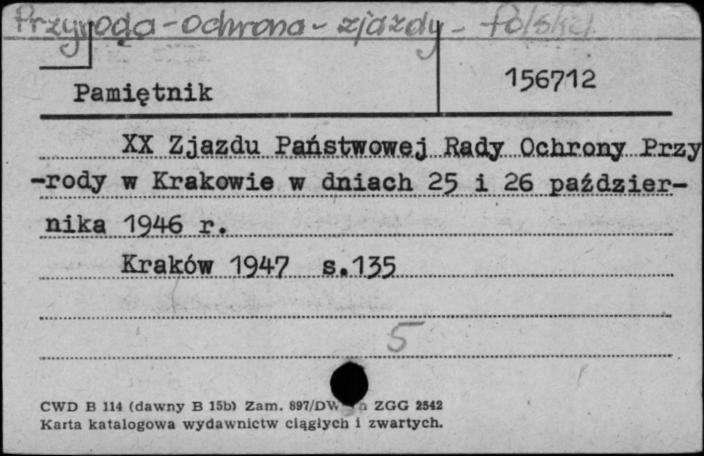 Przyroda - ochrona - zjazdy - Polska
Pamiętnik
156712
XX Zjazdu Państwowej Rady Ochrony Przy
-rody w Krakowie w dniach 25 i 26 paździer-
nika 1946 r.
Kraków 1947 s.135
5
CWD B 114 (dawny B 15b) Zam. 897/DW ZGG 2542
Karta katalogowa wydawnictw ciągłych i zwartych.